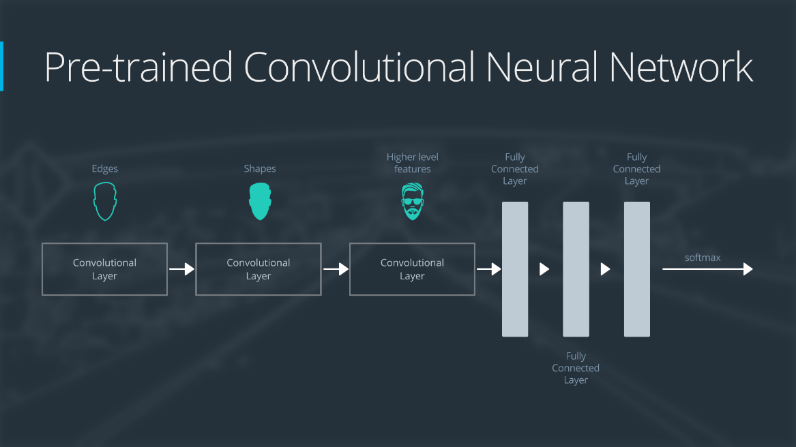 Pre-trained Convolutional Neural Network
Edges
Shapes
Higher level
features
Fully
Connected
Layer
Fully
Connected
Layer
Convolutional
Layer
Convolutional
Layer
Convolutional
Layer
softmax
Fully
Connected
Layer